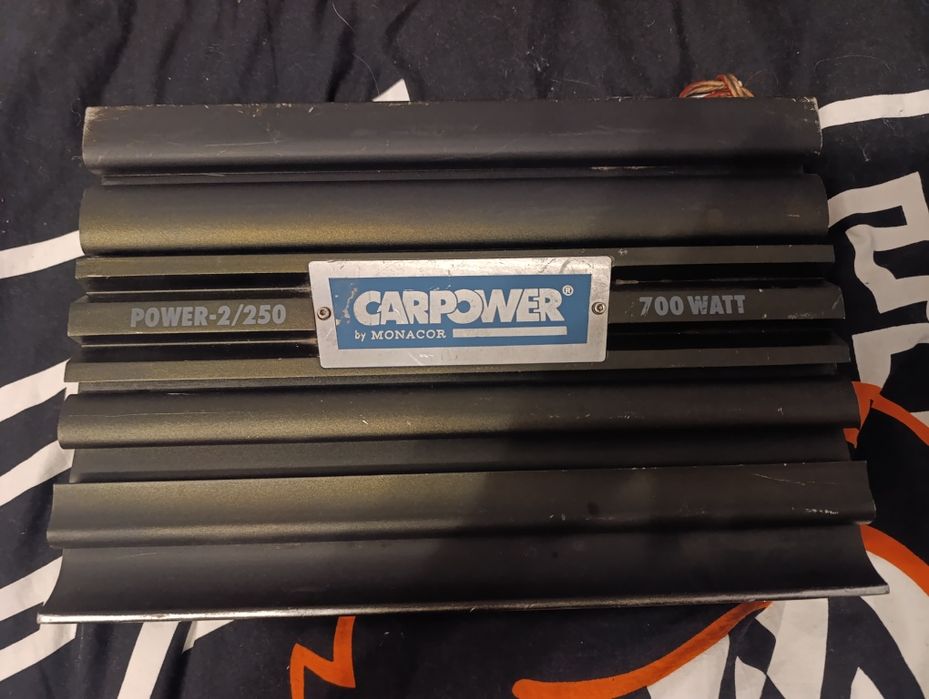 POWER-2/250
CARPOWER®
by MONACOR
700 WATT